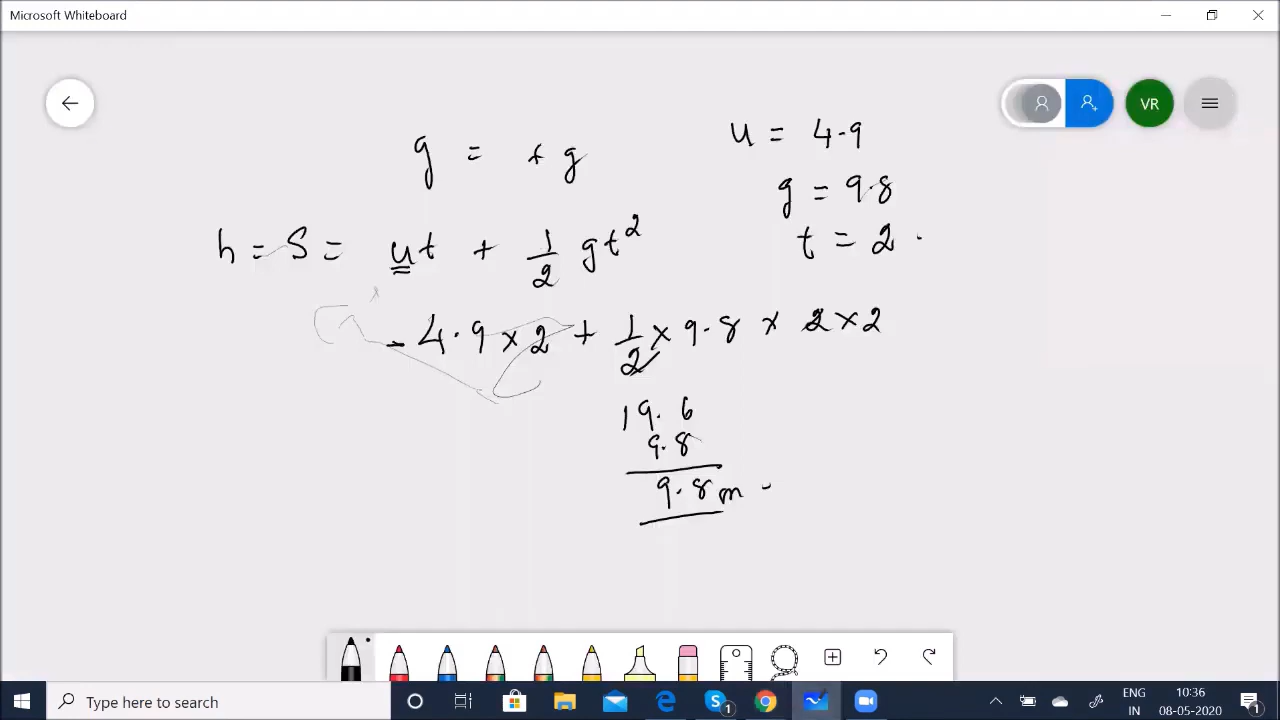 Microsoft Whiteboard
VR
g = + g
u = 4.9
g = 9.8
t = 2
h = S = ut + 1/2 gt²
- 4.9 × 2 + 1/2 × 9.8 × 2 × 2
19.6
9.8
9.8 m
Type here to search
1
ENG
IN
10:36
08-05-2020
1